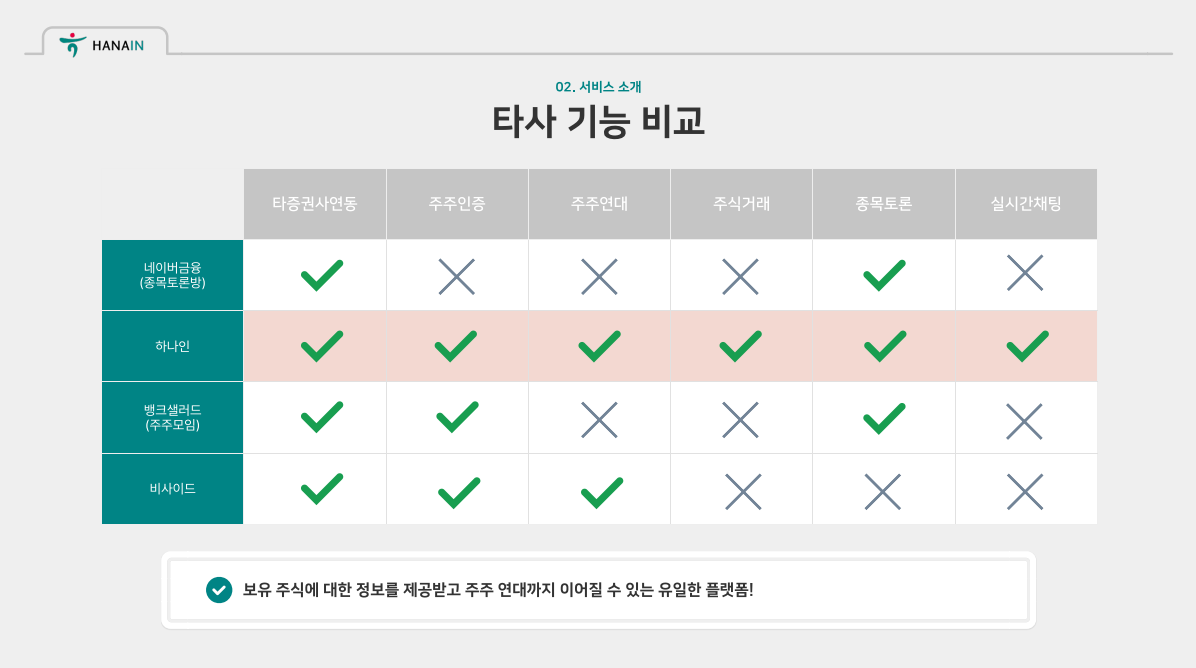 HANAIN
02. 서비스 소개
타사 기능 비교
타증권사연동 주주인증 주주연대 주식거래 종목토론 실시간채팅
네이버금융
(종목토론방)
하나인
뱅크샐러드
(주주모임)
비사이드
보유 주식에 대한 정보를 제공받고 주주 연대까지 이어질 수 있는 유일한 플랫폼!